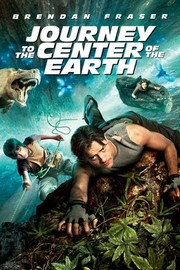 BRENDAN FRASER
JOURNEY
TO THE CENTER OF THE
EARTH